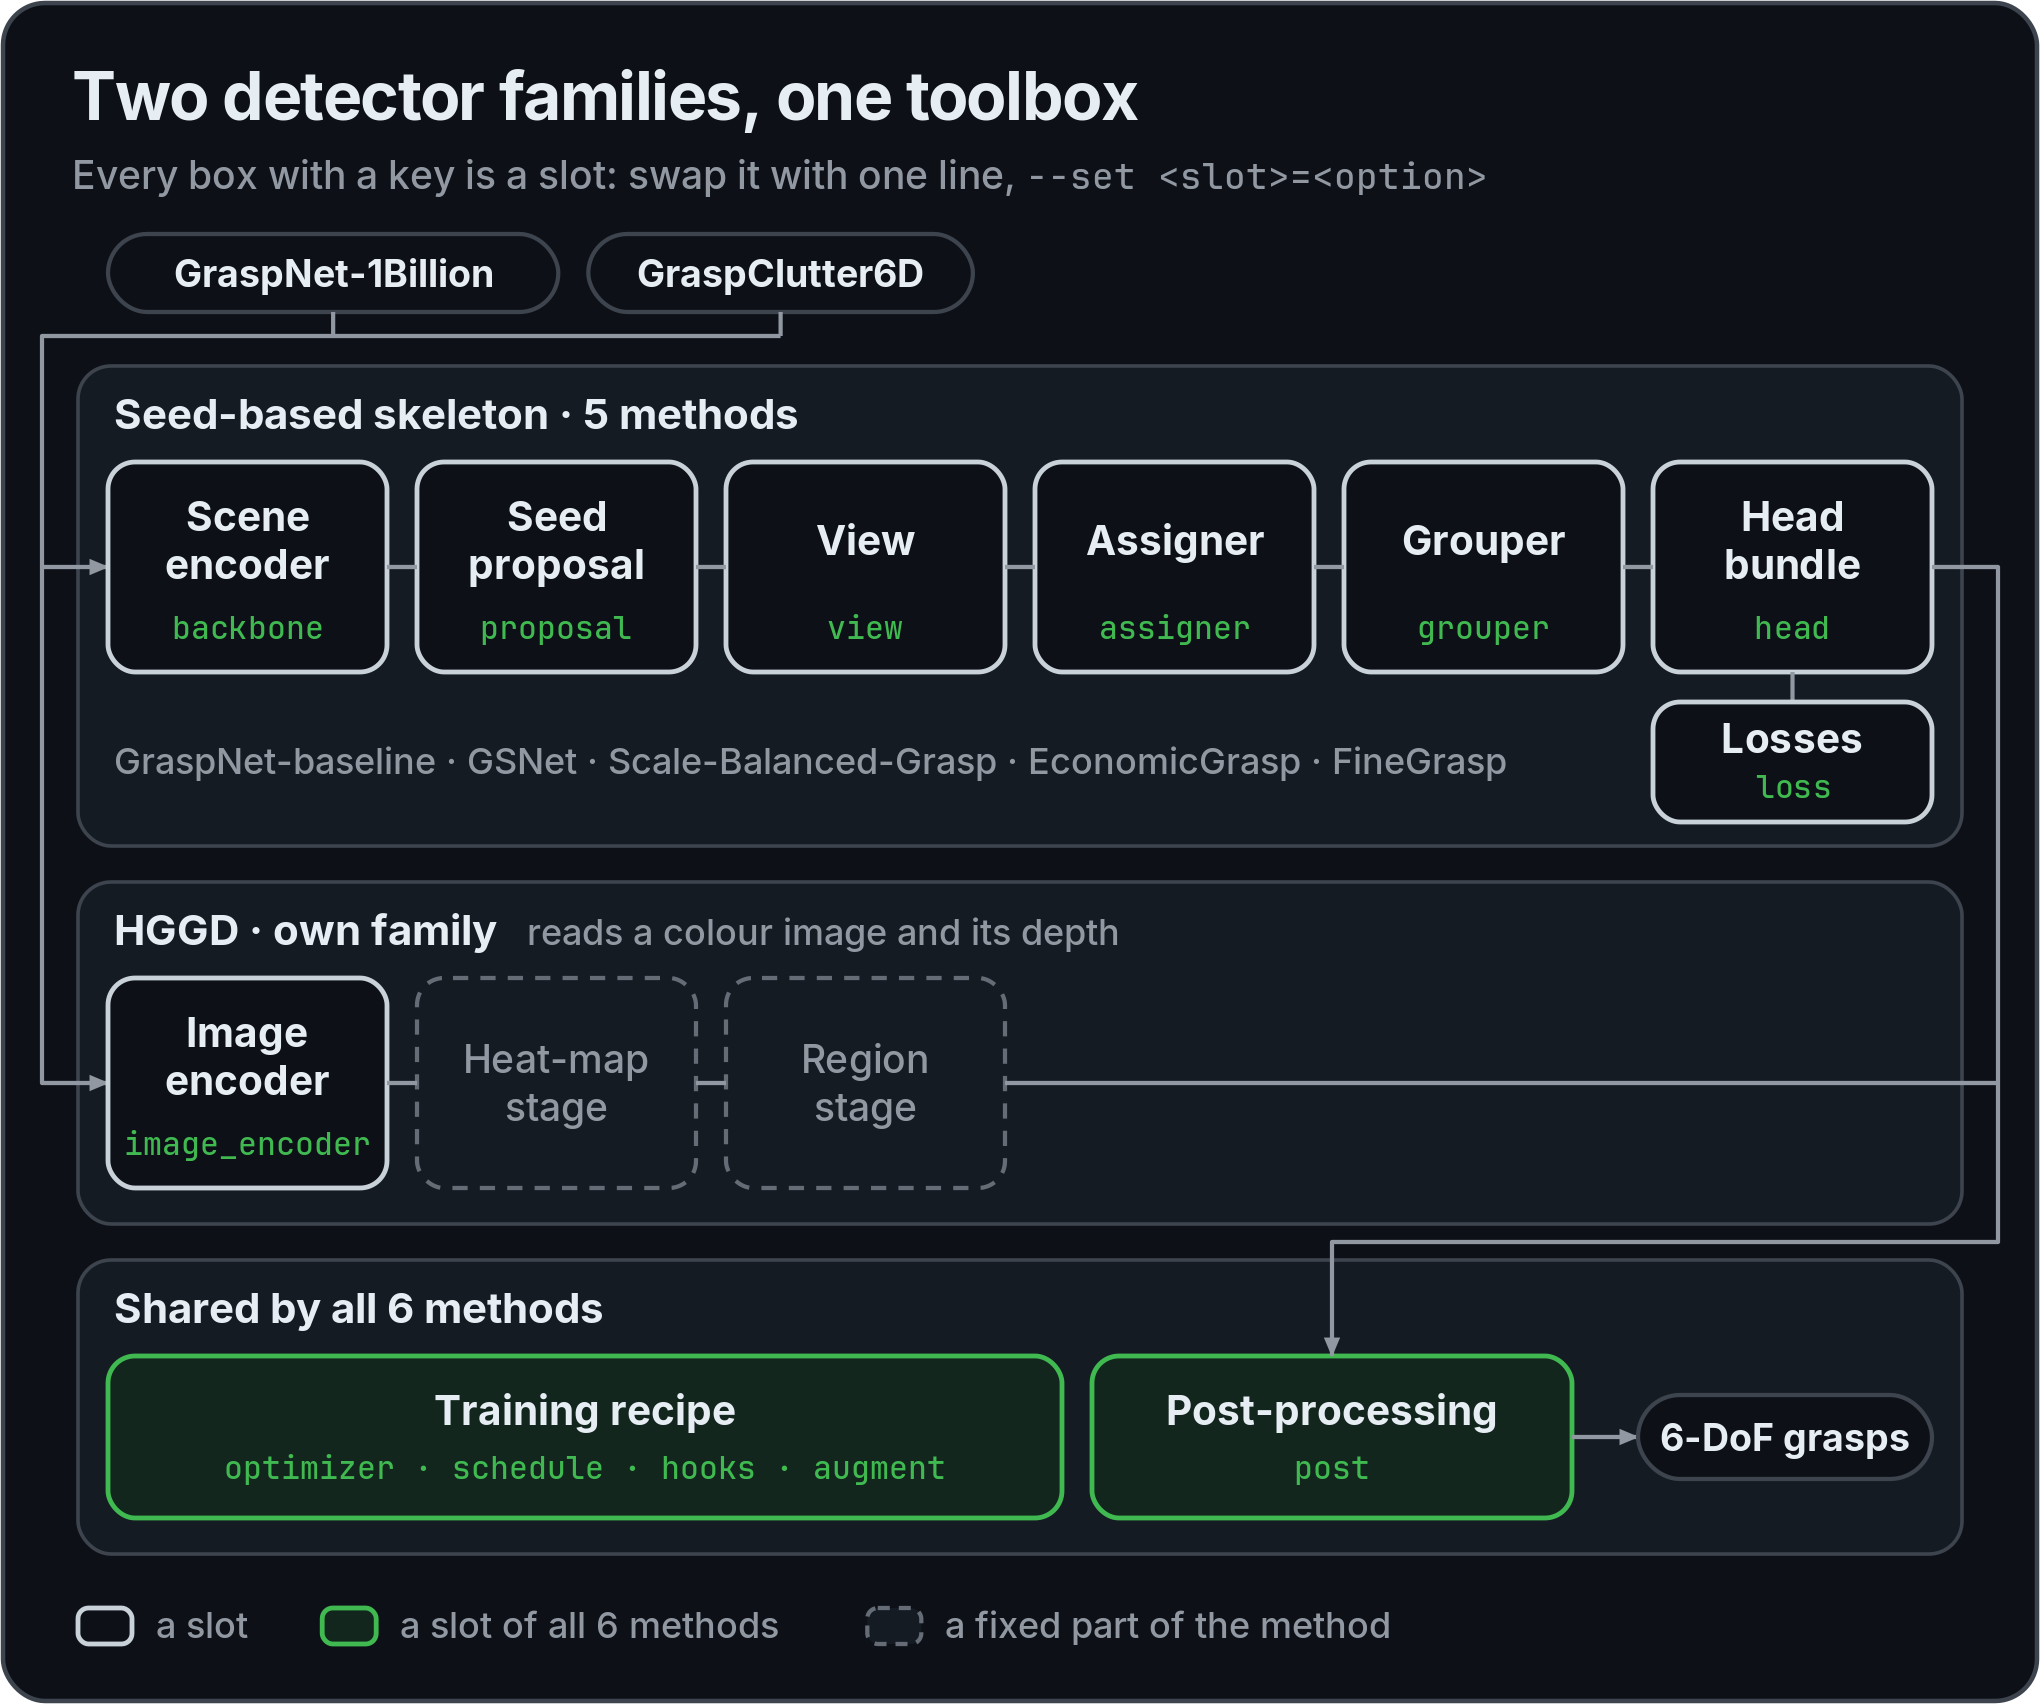 Two detector families, one toolbox
Every box with a key is a slot: swap it with one line, --set <slot>=<option>
GraspNet-1Billion
GraspClutter6D
Seed-based skeleton · 5 methods
Scene
encoder
backbone
Seed
proposal
proposal
View
view
Assigner
assigner
Grouper
grouper
Head
bundle
head
Losses
loss
GraspNet-baseline · GSNet · Scale-Balanced-Grasp · EconomicGrasp · FineGrasp
HGGD · own family reads a colour image and its depth
Image
encoder
image_encoder
Heat-map
stage
Region
stage
Shared by all 6 methods
Training recipe
optimizer · schedule · hooks · augment
Post-processing
post
6-DoF grasps
a slot
a slot of all 6 methods
a fixed part of the method